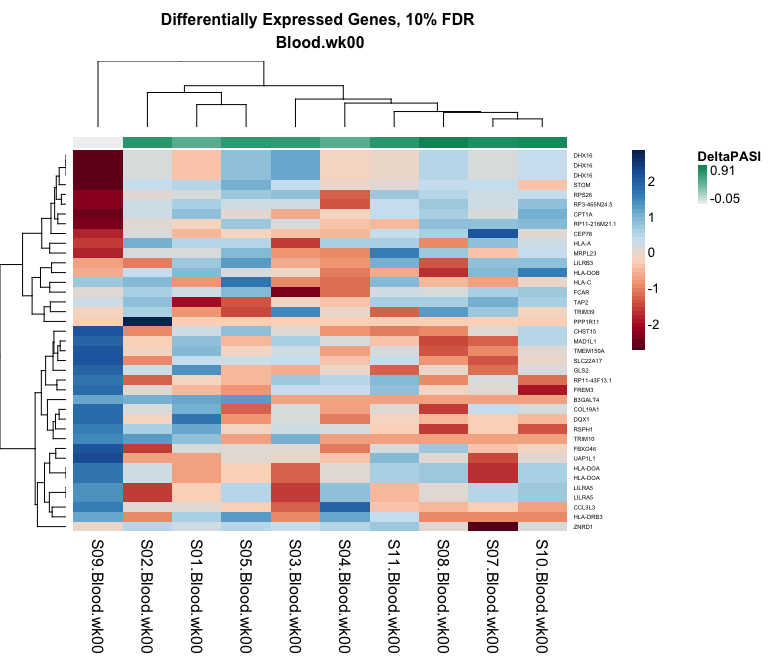 Differentially Expressed Genes, 10% FDR
Blood.wk00
DeltaPASI
0.91
-0.05
2
1
0
-1
-2
DHX16
DHX16
DHX16
STOM
RPS26
RP3-465N24.5
CPT1A
RP11-216M21.1
CEP78
HLA-A
MRPL23
LILRB3
HLA-DOB
HLA-C
FCAR
TAP2
TRIM39
PPP1R11
CHST15
MAD1L1
TMEM150A
SLC22A17
GLS2
RP11-43F13.1
FREM3
B3GALT4
COL19A1
DQX1
RSPH1
TRIM10
FBXO46
UAP1L1
HLA-DOA
HLA-DOA
LILRA5
LILRA5
CCL3L3
HLA-DRB3
ZNRD1
S09.Blood.wk00
S02.Blood.wk00
S01.Blood.wk00
S05.Blood.wk00
S03.Blood.wk00
S04.Blood.wk00
S11.Blood.wk00
S08.Blood.wk00
S07.Blood.wk00
S10.Blood.wk00